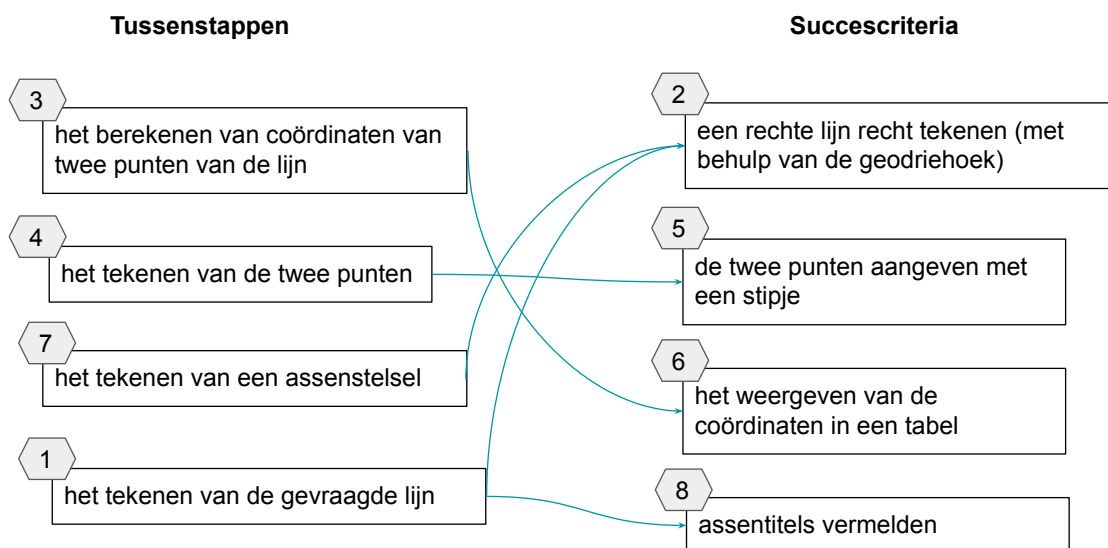 Tussenstappen
Succescriteria
3
het berekenen van coördinaten van
twee punten van de lijn
4
het tekenen van de twee punten
7
het tekenen van een assenstelsel
1
het tekenen van de gevraagde lijn
2
een rechte lijn recht tekenen (met
behulp van de geodriehoek)
5
de twee punten aangeven met
een stipje
6
het weergeven van de
coördinaten in een tabel
8
assentitels vermelden